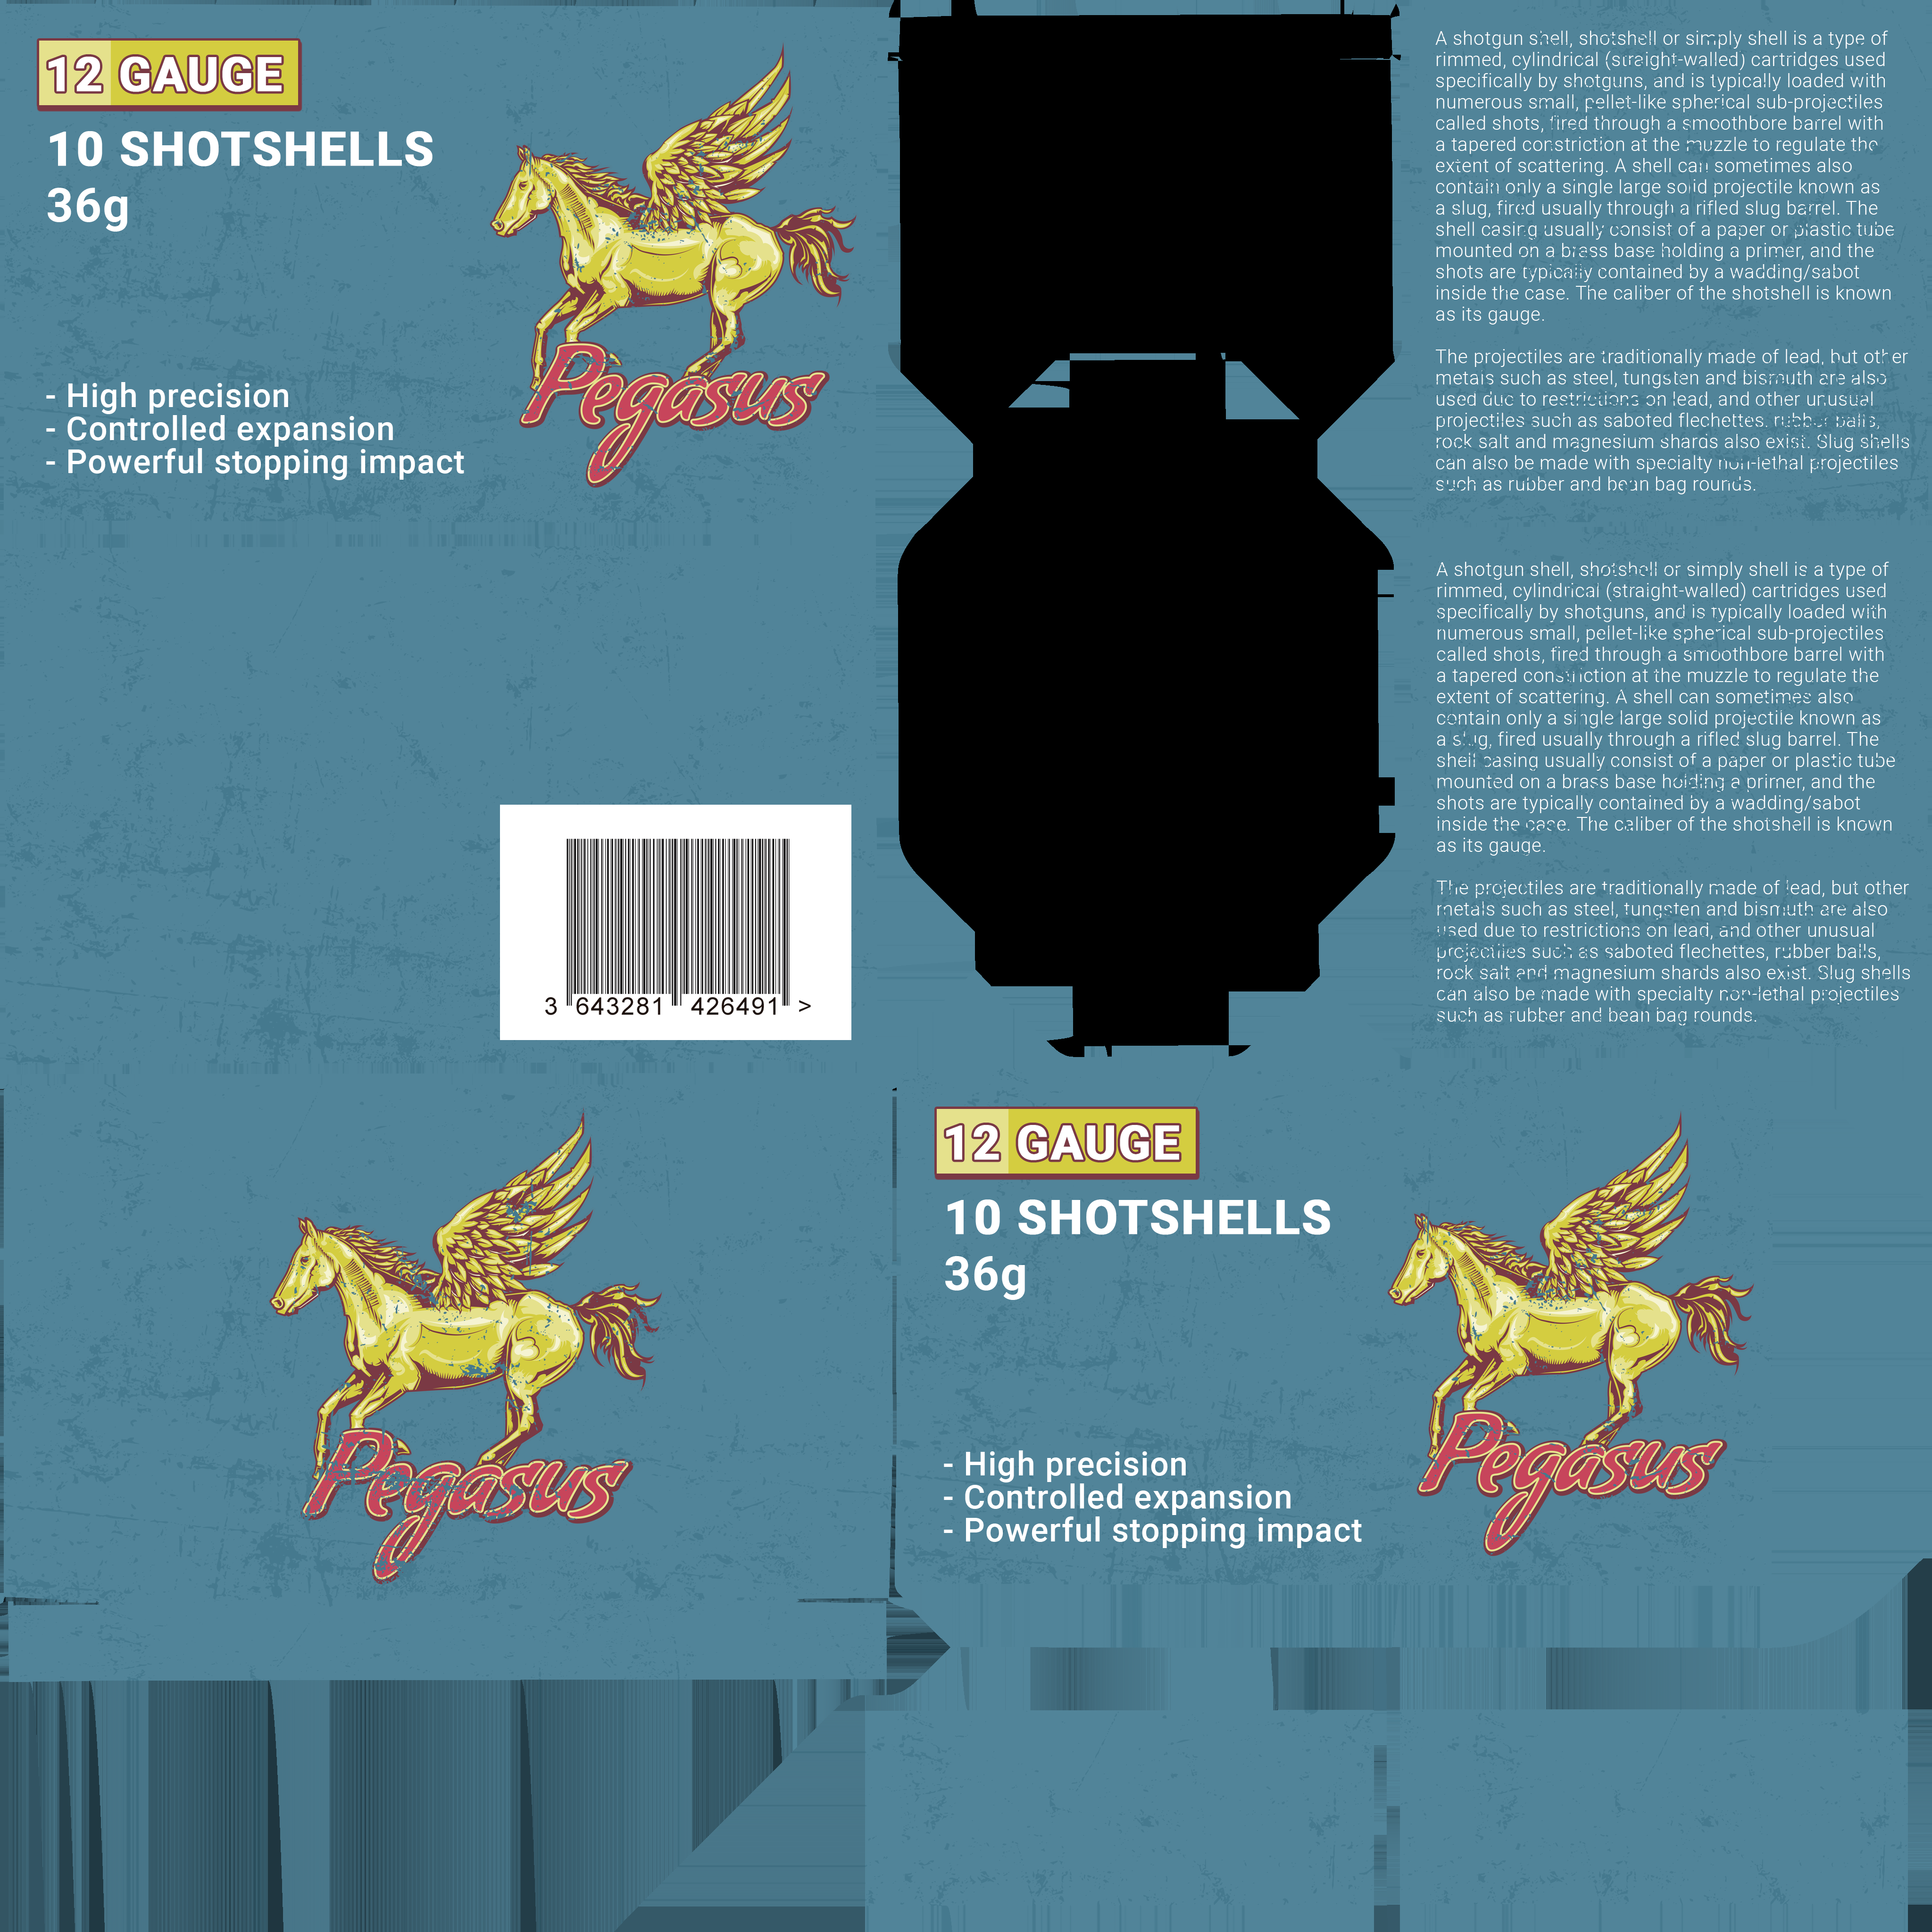 12 GAUGE
10 SHOTSHELLS
36g
- High precision
- Controlled expansion
- Powerful stopping impact
Pegasus
A shotgun shell, shotshell or simply shell is a type of
rimmed, cylindrical (straight-walled) cartridges used
specifically by shotguns, and is typically loaded with
numerous small, pellet-like spherical sub-projectiles
called shots, fired through a smoothbore barrel with
a tapered constriction at the muzzle to regulate the
extent of scattering. A shell can sometimes also
contain only a single large solid projectile known as
a slug, fired usually through a rifled slug barrel. The
shell casing usually consist of a paper or plastic tube
mounted on a brass base holding a primer, and the
shots are typically contained by a wadding/sabot
inside the case. The caliber of the shotshell is known
as its gauge.
The projectiles are traditionally made of lead, but other
metals such as steel, tungsten and bismuth are also
used due to restrictions on lead, and other unusual
projectiles such as saboted flechettes, rubber balls,
rock salt and magnesium shards also exist. Slug shells
can also be made with specialty non-lethal projectiles
such as rubber and bean bag rounds.
A shotgun shell, shotshell or simply shell is a type of
rimmed, cylindrical (straight-walled) cartridges used
specifically by shotguns, and is typically loaded with
numerous small, pellet-like spherical sub-projectiles
called shots, fired through a smoothbore barrel with
a tapered constriction at the muzzle to regulate the
extent of scattering. A shell can sometimes also
contain only a single large solid projectile known as
a slug, fired usually through a rifled slug barrel. The
shell casing usually consist of a paper or plastic tube
mounted on a brass base holding a primer, and the
shots are typically contained by a wadding/sabot
inside the case. The caliber of the shotshell is known
as its gauge.
The projectiles are traditionally made of lead, but other
metals such as steel, tungsten and bismuth are also
used due to restrictions on lead, and other unusual
projectiles such as saboted flechettes, rubber balls,
rock salt and magnesium shards also exist. Slug shells
can also be made with specialty non-lethal projectiles
such as rubber and bean bag rounds.
3 643281 426491 >
Pegasus
12 GAUGE
10 SHOTSHELLS
36g
- High precision
- Controlled expansion
- Powerful stopping impact
Pegasus